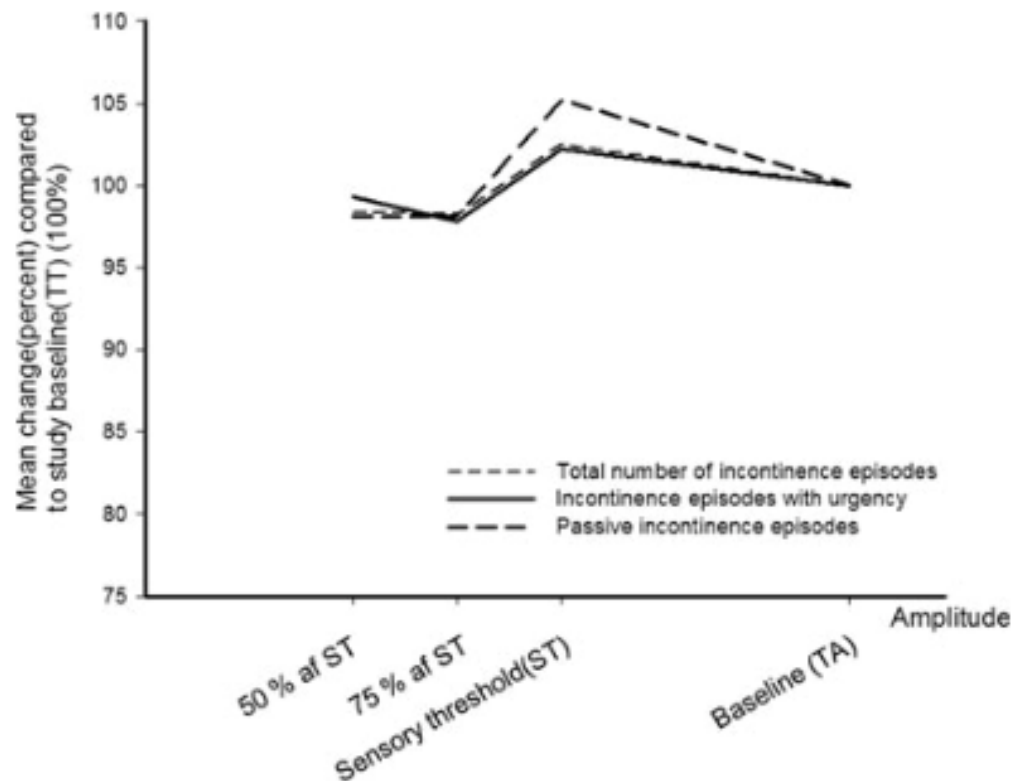 Mean change(percent) compared
to study baseline(TT) (100%)
110
105
100
95
90
85
80
75
Total number of incontinence episodes
Incontinence episodes with urgency
Passive incontinence episodes
Amplitude
50 % af ST
75 % af ST
Sensory threshold(ST)
Baseline (TA)